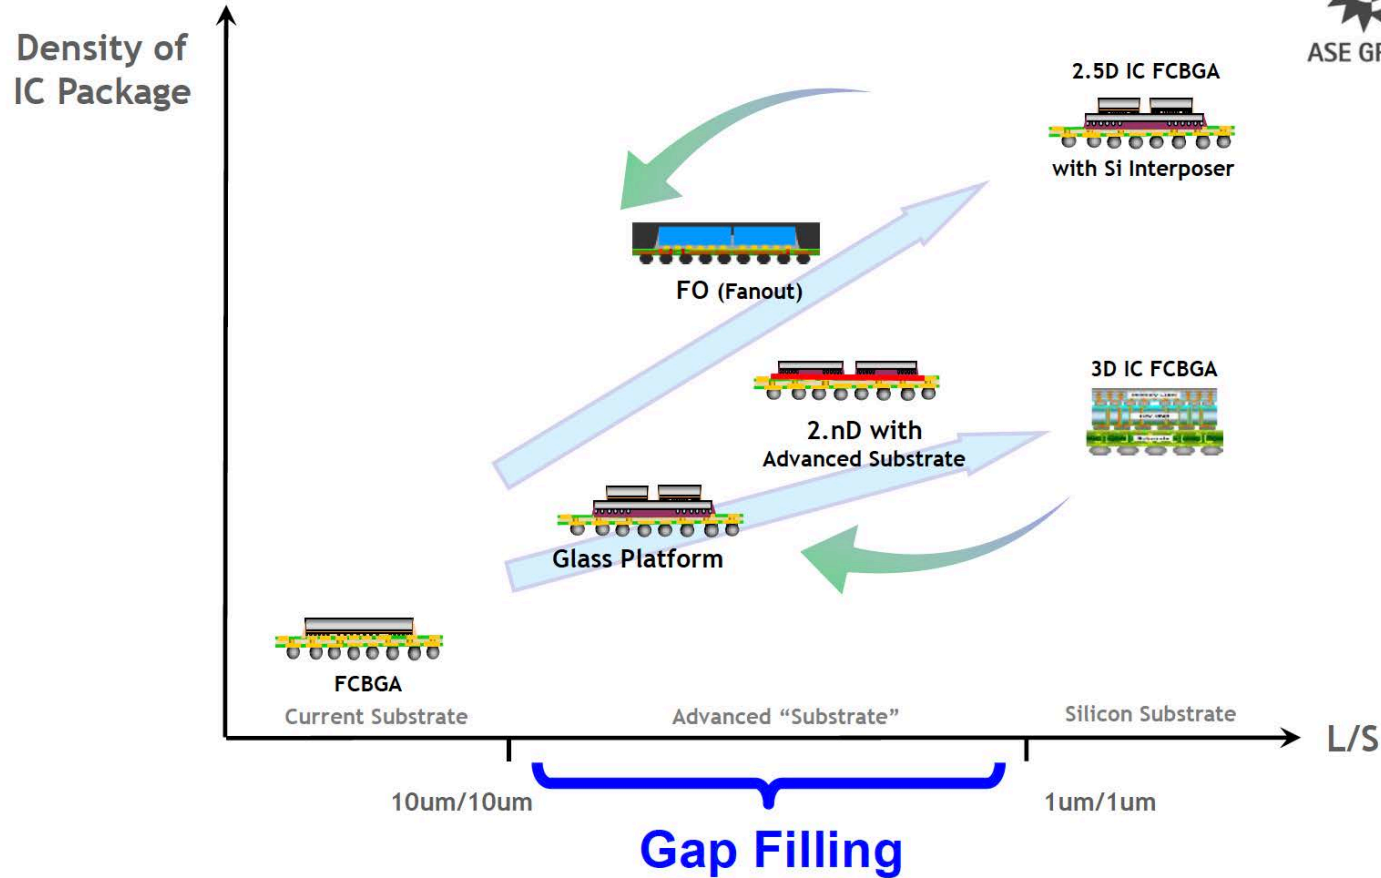 Density of
IC Package
ASE GR
2.5D IC FCBGA
with Si Interposer
FO (Fanout)
3D IC FCBGA
2.nD with
Advanced Substrate
Glass Platform
FCBGA
Current Substrate
Advanced “Substrate”
Silicon Substrate
L/S
10um/10um
1um/1um
Gap Filling